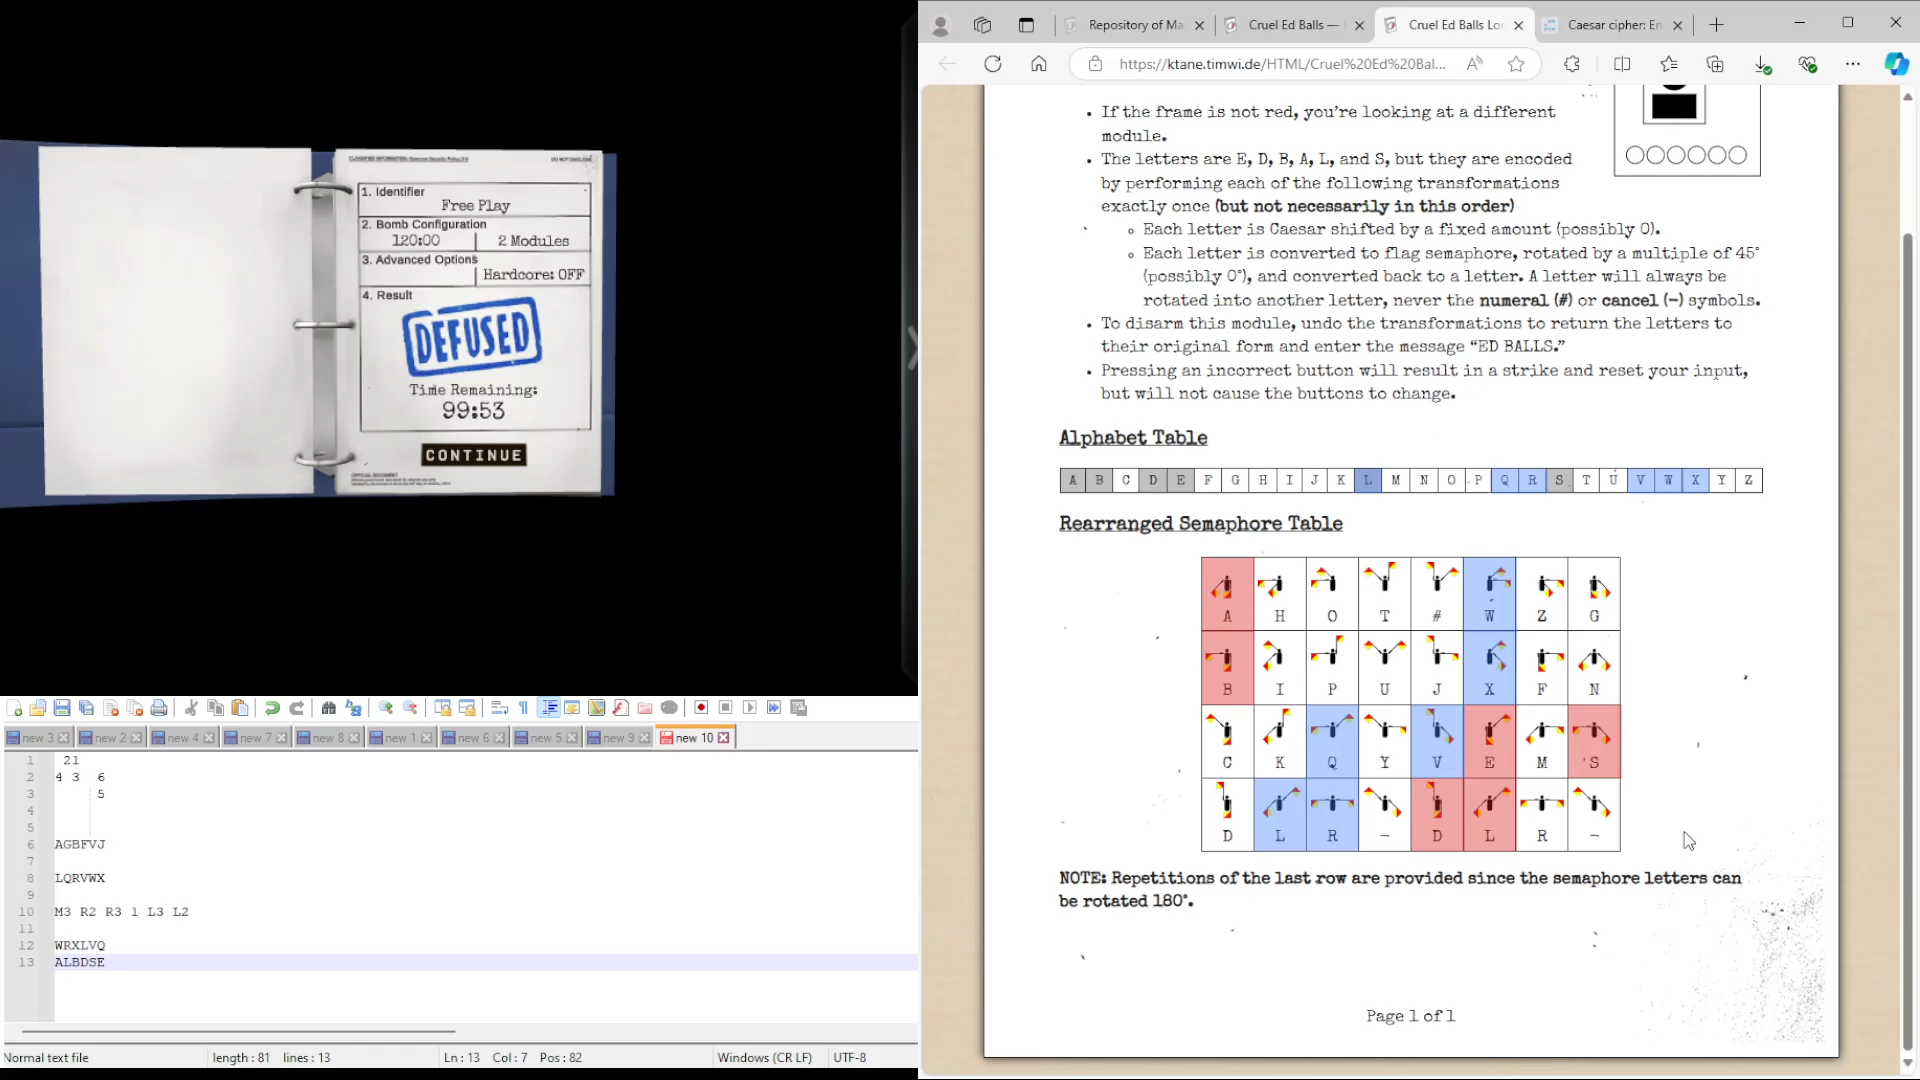 1. Identifier
Free Play
2. Bomb Configuration
120:00
2 Modules
3. Advanced Options
Hardcore: OFF
4. Result
DEFUSED
Time Remaining:
99:53
CONTINUE
new 3
new 2
new 4
new 7
new 8
new 1
new 6
new 5
new 9
new 10
1 21
2 4 3 6
3 5
4
5
6 AGBFVJ
7
8 LQRVWX
9
10 M3 R2 R3 1 L3 L2
11
12 WRXLVQ
13 ALBDSE
Normal text file
length : 81 lines : 13
Ln : 13 Col : 7 Pos : 82
Windows (CR LF)
UTF-8
Repository of Ma
Cruel Ed Balls —
Cruel Ed Balls Lo
Caesar cipher: En
https://ktane.timwi.de/HTML/Cruel%20Ed%20Bal...
• If the frame is not red, you're looking at a different
module.
• The letters are E, D, B, A, L, and S, but they are encoded
by performing each of the following transformations
exactly once (but not necessarily in this order)
Each letter is Caesar shifted by a fixed amount (possibly 0).
Each letter is converted to flag semaphore, rotated by a multiple of 45°
(possibly 0°), and converted back to a letter. A letter will always be
rotated into another letter, never the numeral (#) or cancel (–) symbols.
• To disarm this module, undo the transformations to return the letters to
their original form and enter the message “ED BALLS.”
• Pressing an incorrect button will result in a strike and reset your input,
but will not cause the buttons to change.
Alphabet Table
A B C D E F G H I J K L M N O P Q R S T U V W X Y Z
Rearranged Semaphore Table
A H O T # W Z G
B I P U J X F N
C K Q Y V E M S
D L R – D L R –
NOTE: Repetitions of the last row are provided since the semaphore letters can
be rotated 180°.
Page 1 of 1